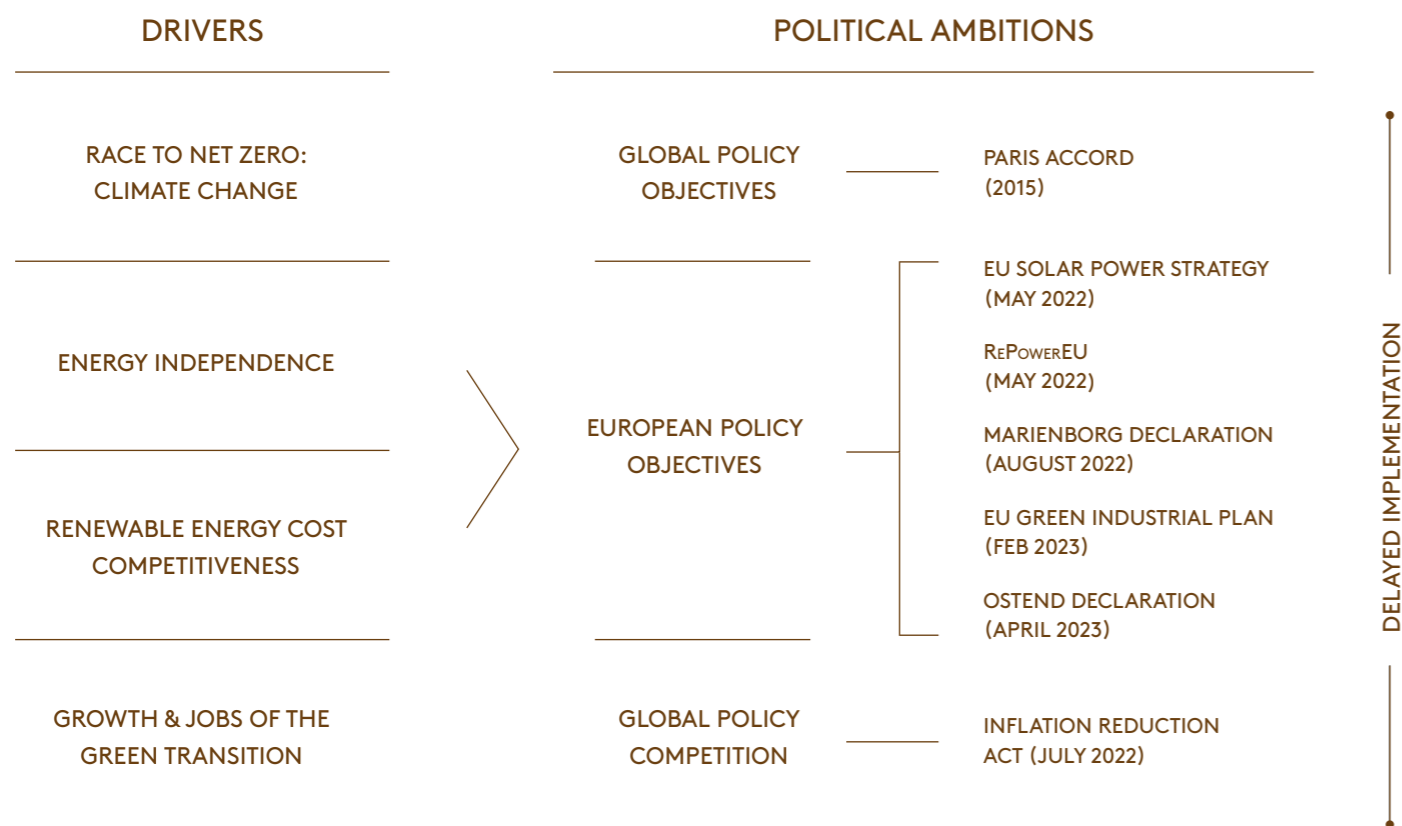 DRIVERS
RACE TO NET ZERO:
CLIMATE CHANGE
ENERGY INDEPENDENCE
RENEWABLE ENERGY COST
COMPETITIVENESS
GROWTH & JOBS OF THE
GREEN TRANSITION
POLITICAL AMBITIONS
GLOBAL POLICY
OBJECTIVES
PARIS ACCORD
(2015)
EUROPEAN POLICY
OBJECTIVES
EU SOLAR POWER STRATEGY
(MAY 2022)
RePowerEU
(MAY 2022)
MARIENBORG DECLARATION
(AUGUST 2022)
EU GREEN INDUSTRIAL PLAN
(FEB 2023)
OSTEND DECLARATION
(APRIL 2023)
GLOBAL POLICY
COMPETITION
INFLATION REDUCTION
ACT (JULY 2022)
DELAYED IMPLEMENTATION